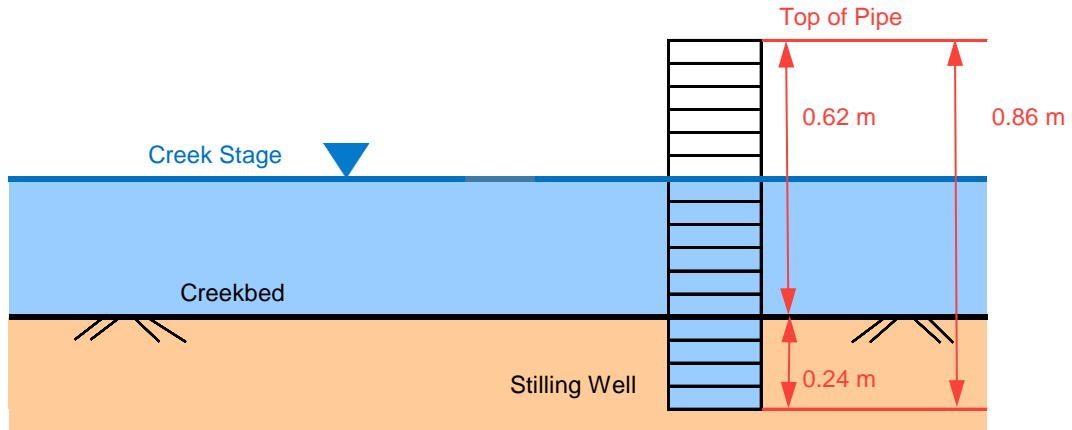 Top of Pipe
0.62 m
0.86 m
Creek Stage
Creekbed
Stilling Well
0.24 m